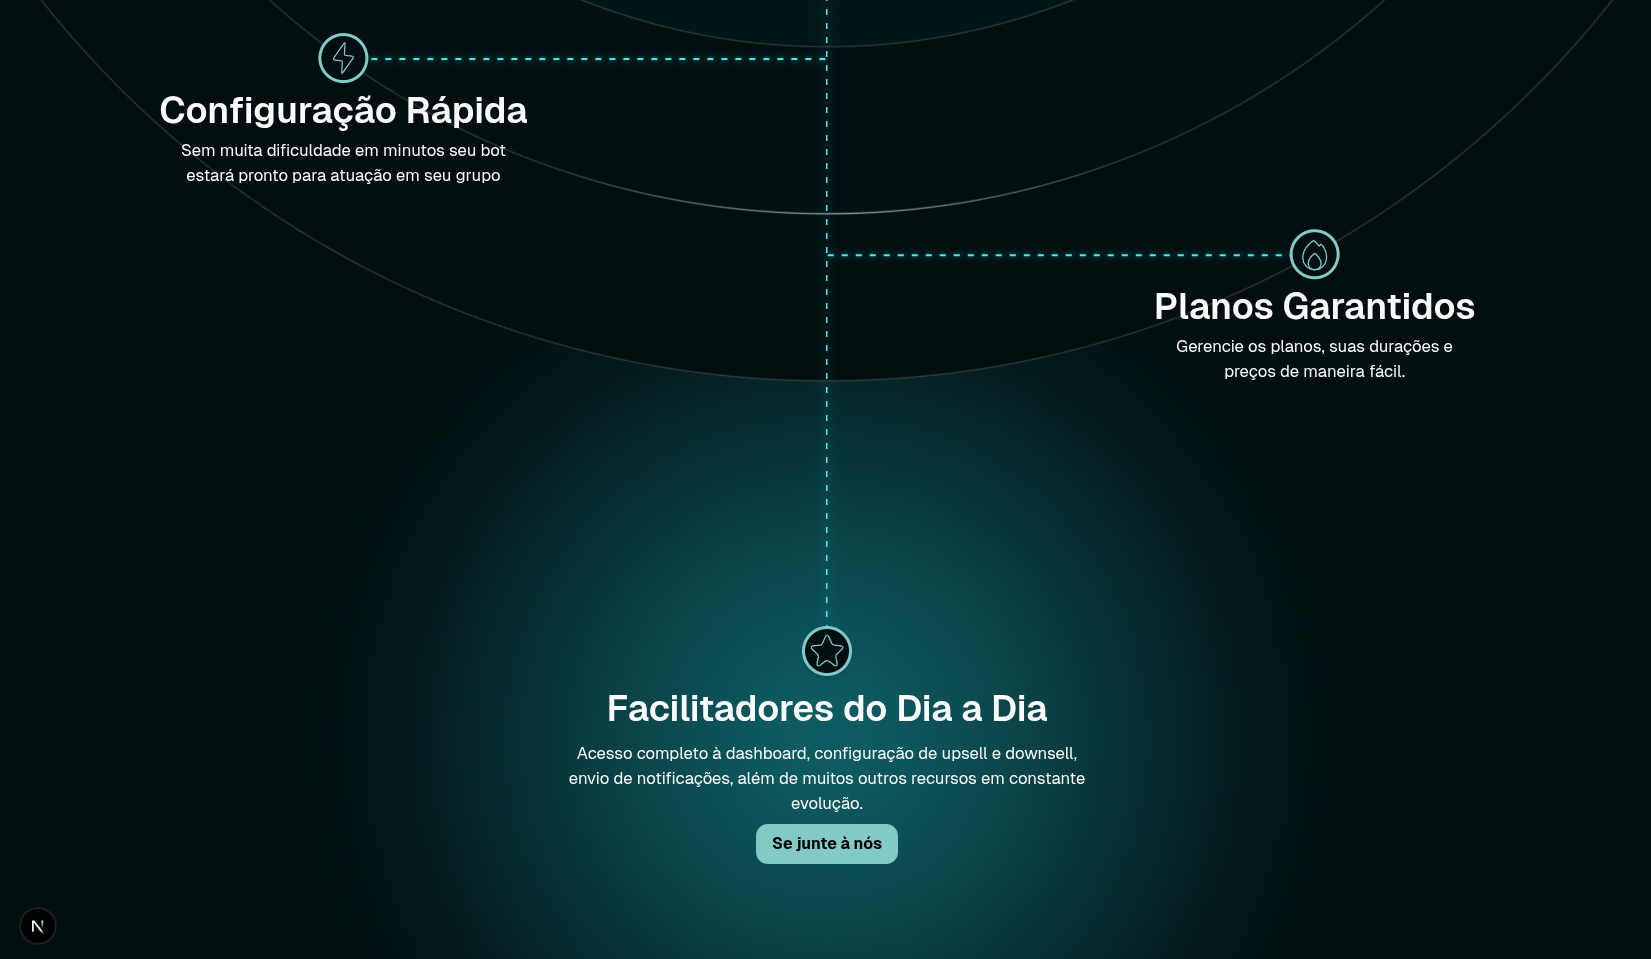 Configuração Rápida
Sem muita dificuldade em minutos seu bot
estará pronto para atuação em seu grupo
Planos Garantidos
Gerencie os planos, suas durações e
preços de maneira fácil.
Facilitadores do Dia a Dia
Acesso completo à dashboard, configuração de upsell e downsell,
envio de notificações, além de muitos outros recursos em constante
evolução.
Se junte à nós
N